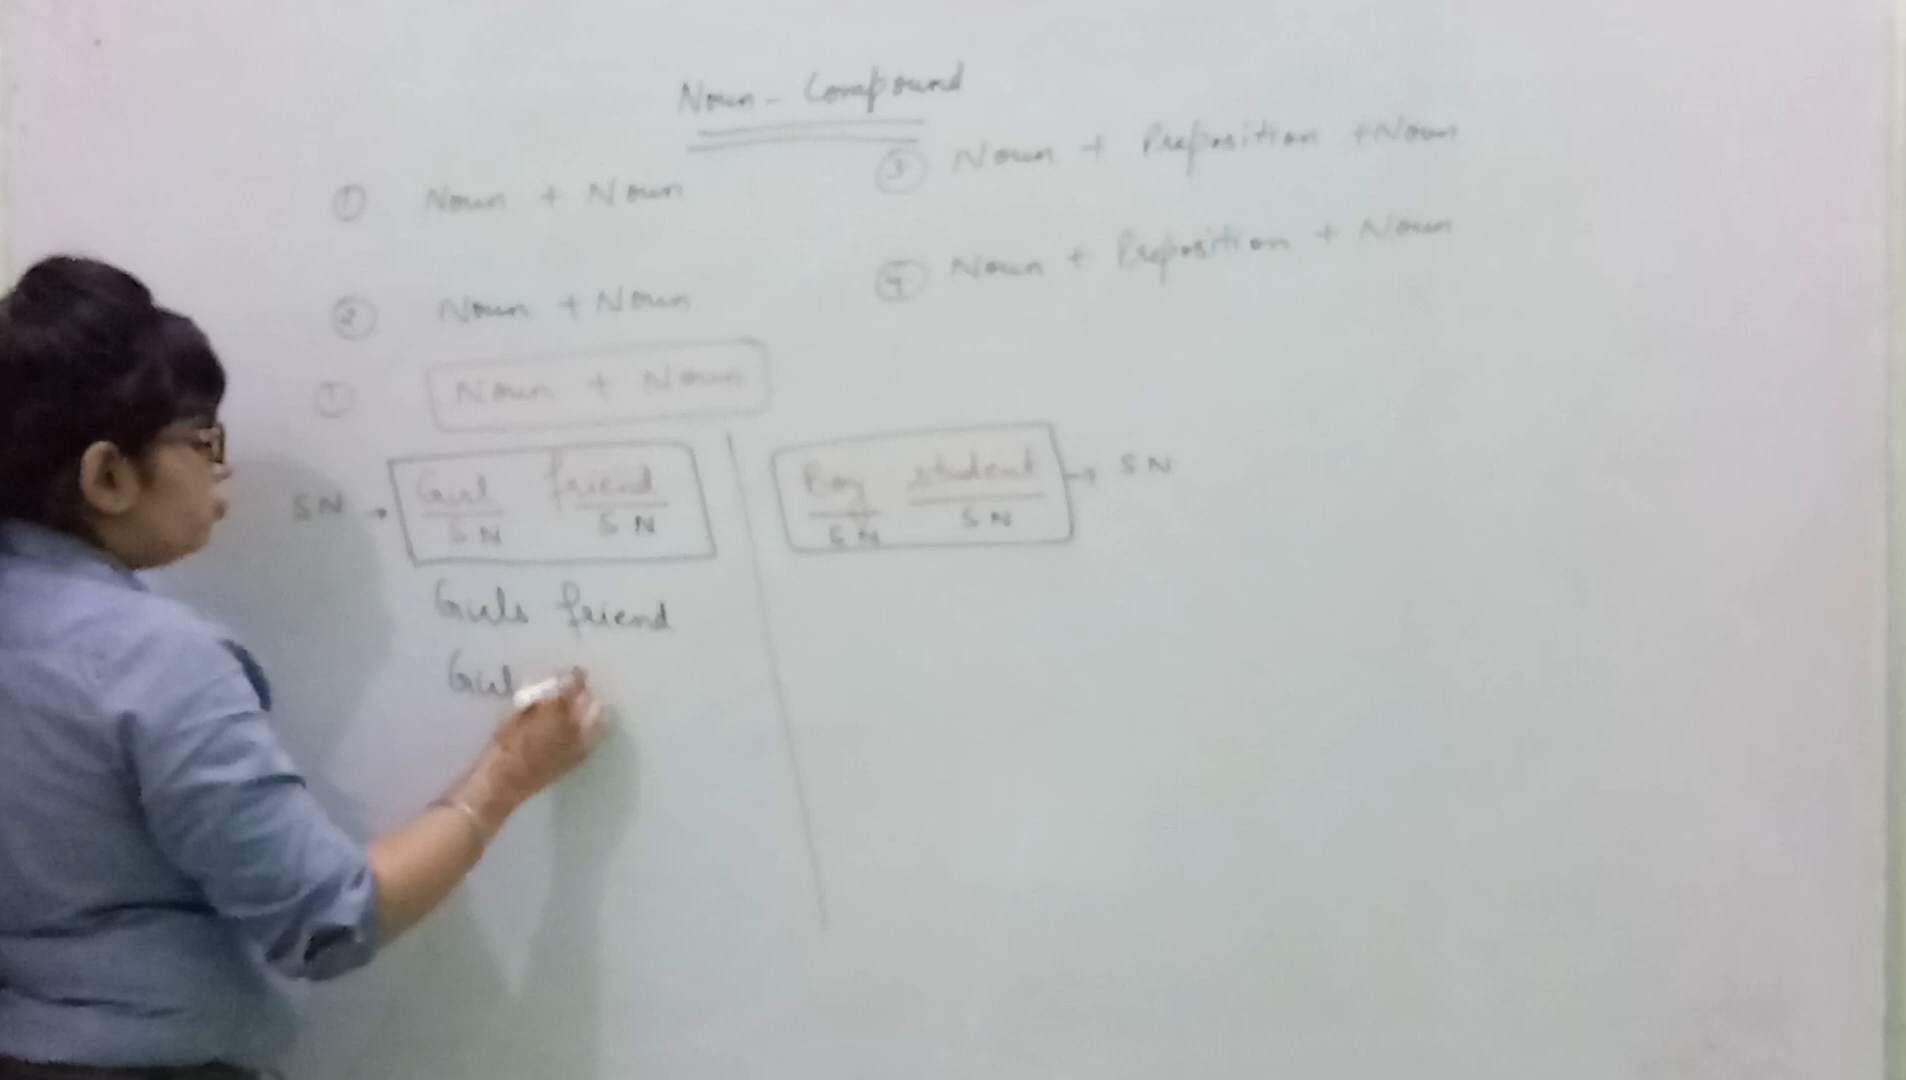 Noun - Compound
① Noun + Noun
② Noun + Noun
③ Noun + Preposition + Noun
④ Noun + Preposition + Noun
① Noun + Noun
SN → Girl friend
SN SN
Boy student → SN
SN SN
Girls friend
Girl